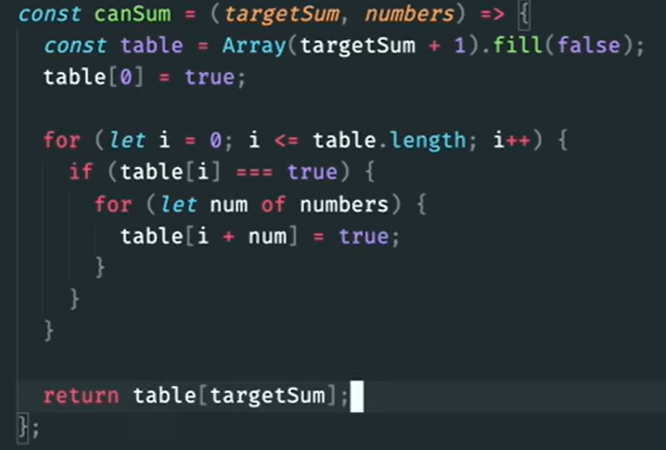 const canSum = (targetSum, numbers) => {
  const table = Array(targetSum + 1).fill(false);
  table[0] = true;

  for (let i = 0; i <= table.length; i++) {
    if (table[i] === true) {
      for (let num of numbers) {
        table[i + num] = true;
      }
    }
  }

  return table[targetSum];
};